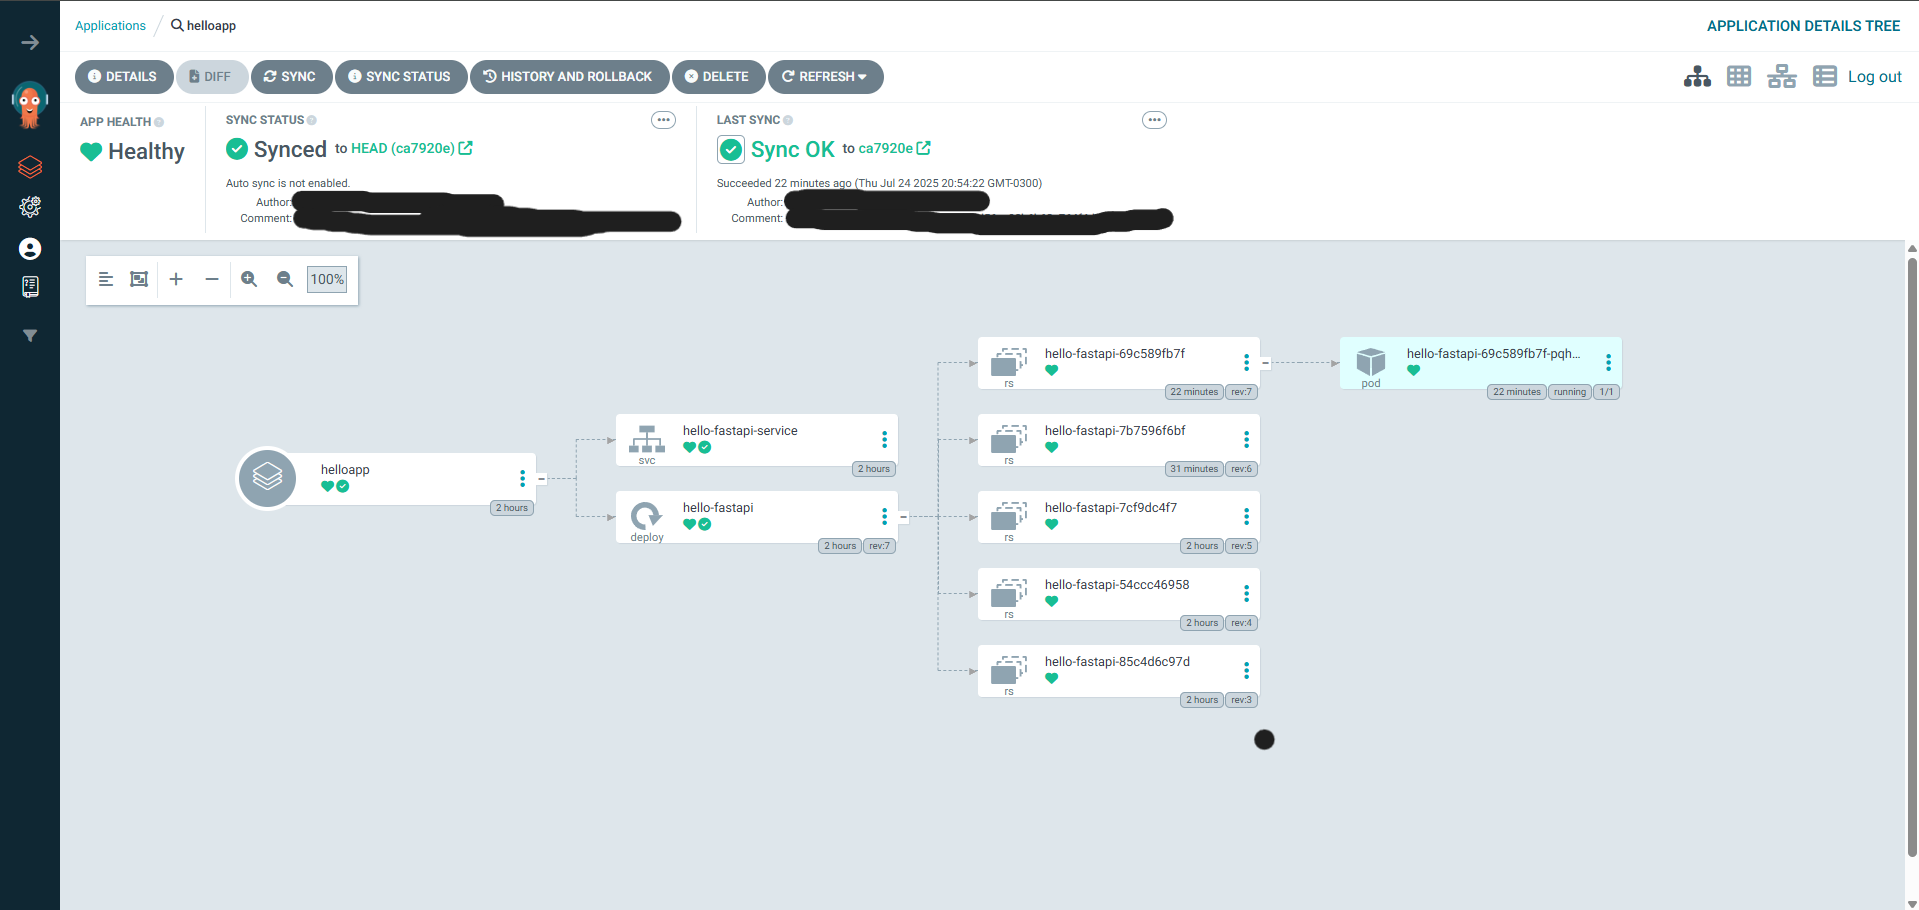 Applications / helloapp
APPLICATION DETAILS TREE
DETAILS DIFF SYNC SYNC STATUS HISTORY AND ROLLBACK DELETE REFRESH
Log out
APP HEALTH
Healthy
SYNC STATUS
Synced to HEAD (ca7920e)
Auto sync is not enabled.
Author:
Comment:
LAST SYNC
Sync OK to ca7920e
Succeeded 22 minutes ago (Thu Jul 24 2025 20:54:22 GMT-0300)
Author:
Comment:
100%
helloapp
2 hours
svc
hello-fastapi-service
2 hours
deploy
hello-fastapi
2 hours rev:7
rs
hello-fastapi-69c589fb7f
22 minutes rev:7
rs
hello-fastapi-7b7596f6bf
31 minutes rev:6
rs
hello-fastapi-7cf9dc4f7
2 hours rev:5
rs
hello-fastapi-54ccc46958
2 hours rev:4
rs
hello-fastapi-85c4d6c97d
2 hours rev:3
pod
hello-fastapi-69c589fb7f-pqh...
22 minutes running 1/1